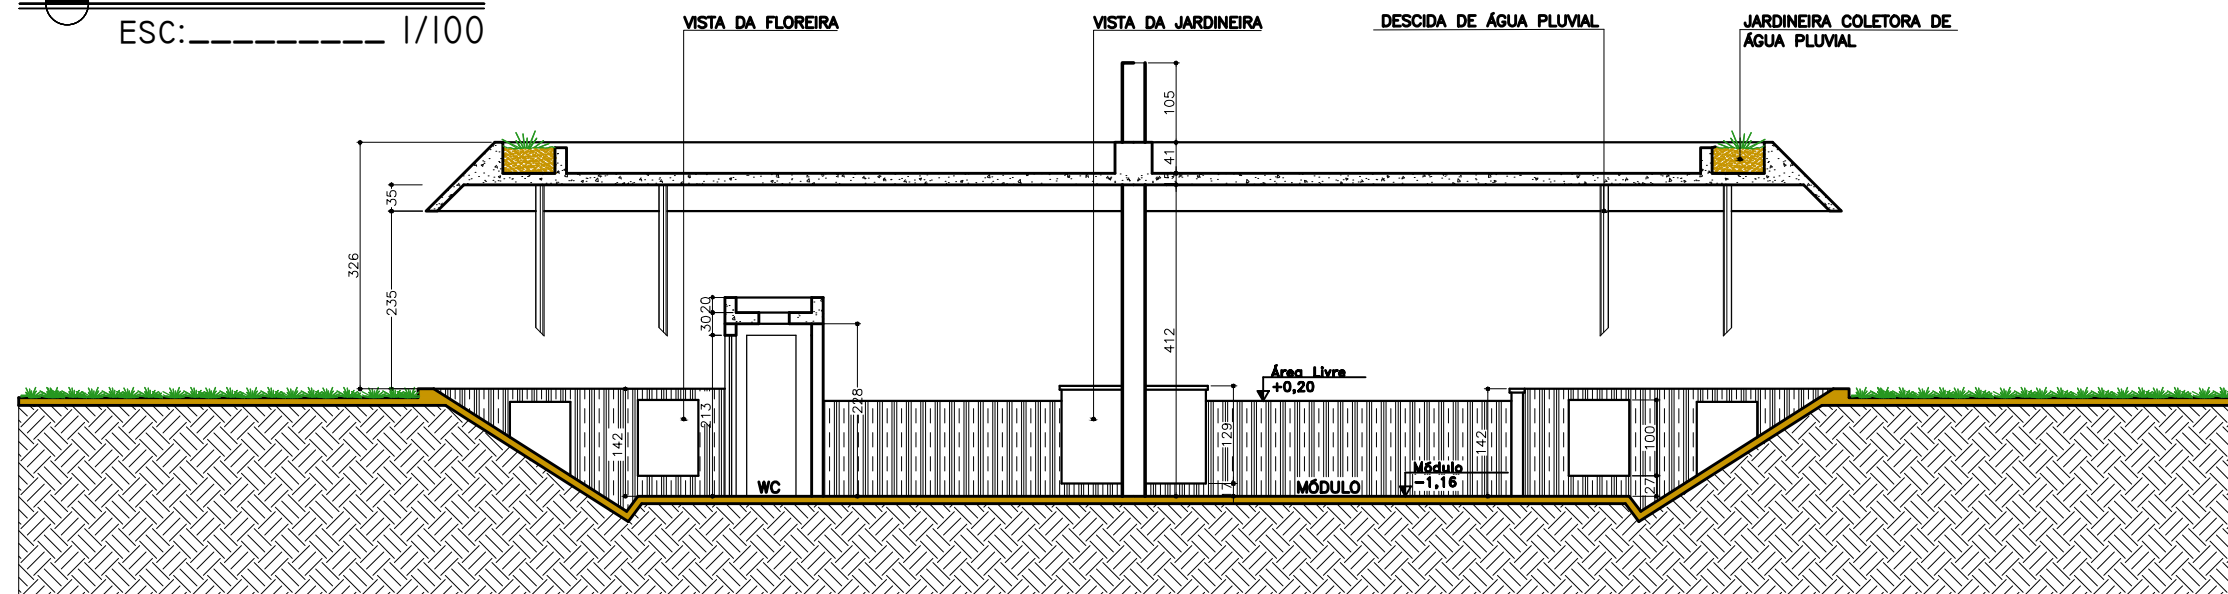 ESC:_________ 1/100
VISTA DA FLOREIRA
VISTA DA JARDINEIRA
DESCIDA DE ÁGUA PLUVIAL
JARDINEIRA COLETORA DE
ÁGUA PLUVIAL
105
41
35
326
235
20
30
412
Área Livre
+0,20
228
213
142
129
142
100
27
Módulo
-1,16
WC
MÓDULO